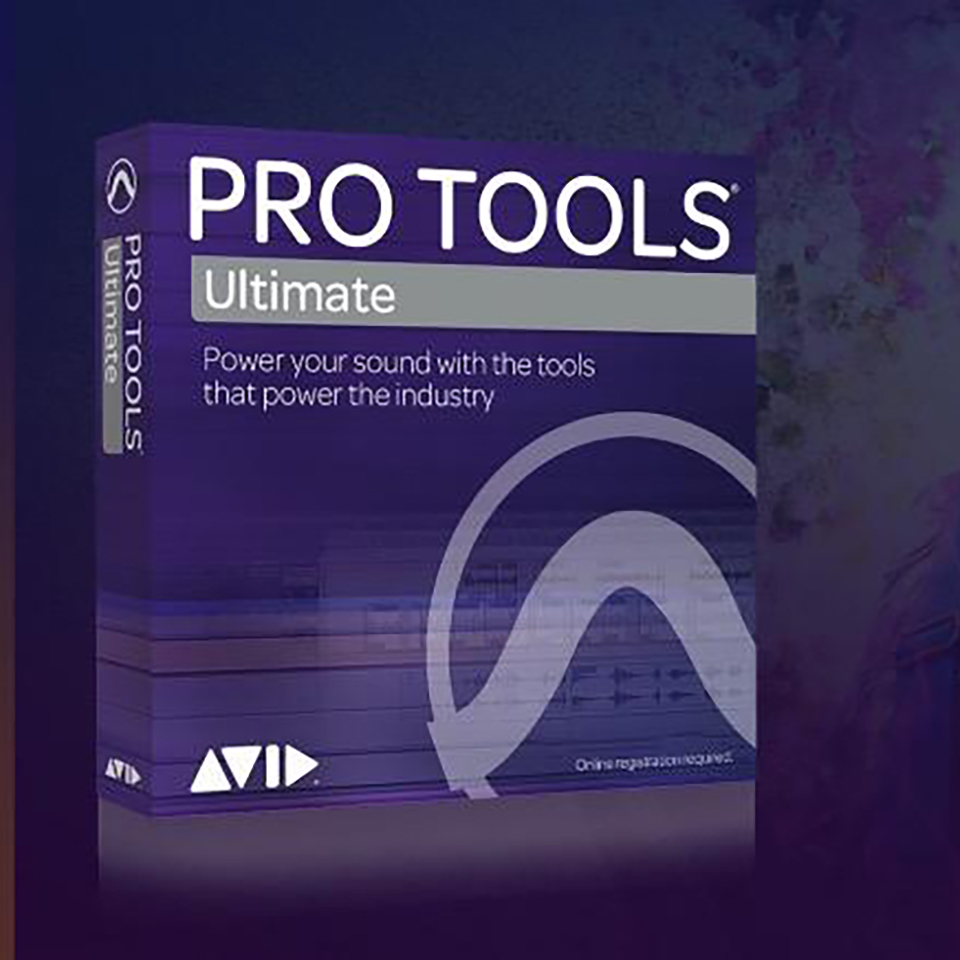 PRO TOOLS®
Ultimate
Power your sound with the tools
that power the industry
AVID
Online registration required.
PRO TOOLS
Ultimate
AVID